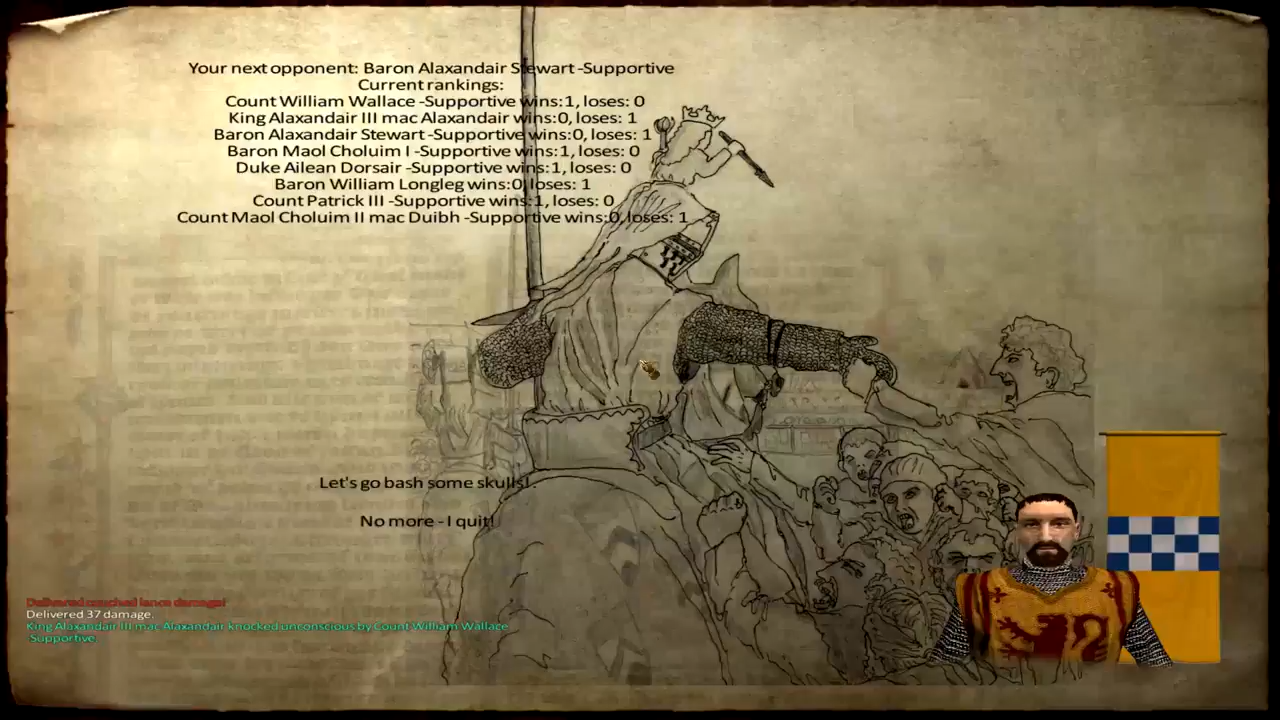 Your next opponent: Baron Alaxandair Stewart -Supportive
Current rankings:
Count William Wallace -Supportive wins:1, loses: 0
King Alaxandair III mac Alaxandair wins:0, loses: 1
Baron Alaxandair Stewart -Supportive wins:0, loses: 1
Baron Maol Choluim I -Supportive wins:1, loses: 0
Duke Ailean Dorsair -Supportive wins:1, loses: 0
Baron William Longleg wins:0, loses: 1
Count Patrick III -Supportive wins:1, loses: 0
Count Maol Choluim II mac Duibh -Supportive wins:0, loses: 1
Let's go bash some skulls!
No more - I quit!
Delivered couched lance damage!
Delivered 37 damage.
King Alaxandair III mac Alaxandair knocked unconscious by Count William Wallace
Supportive.